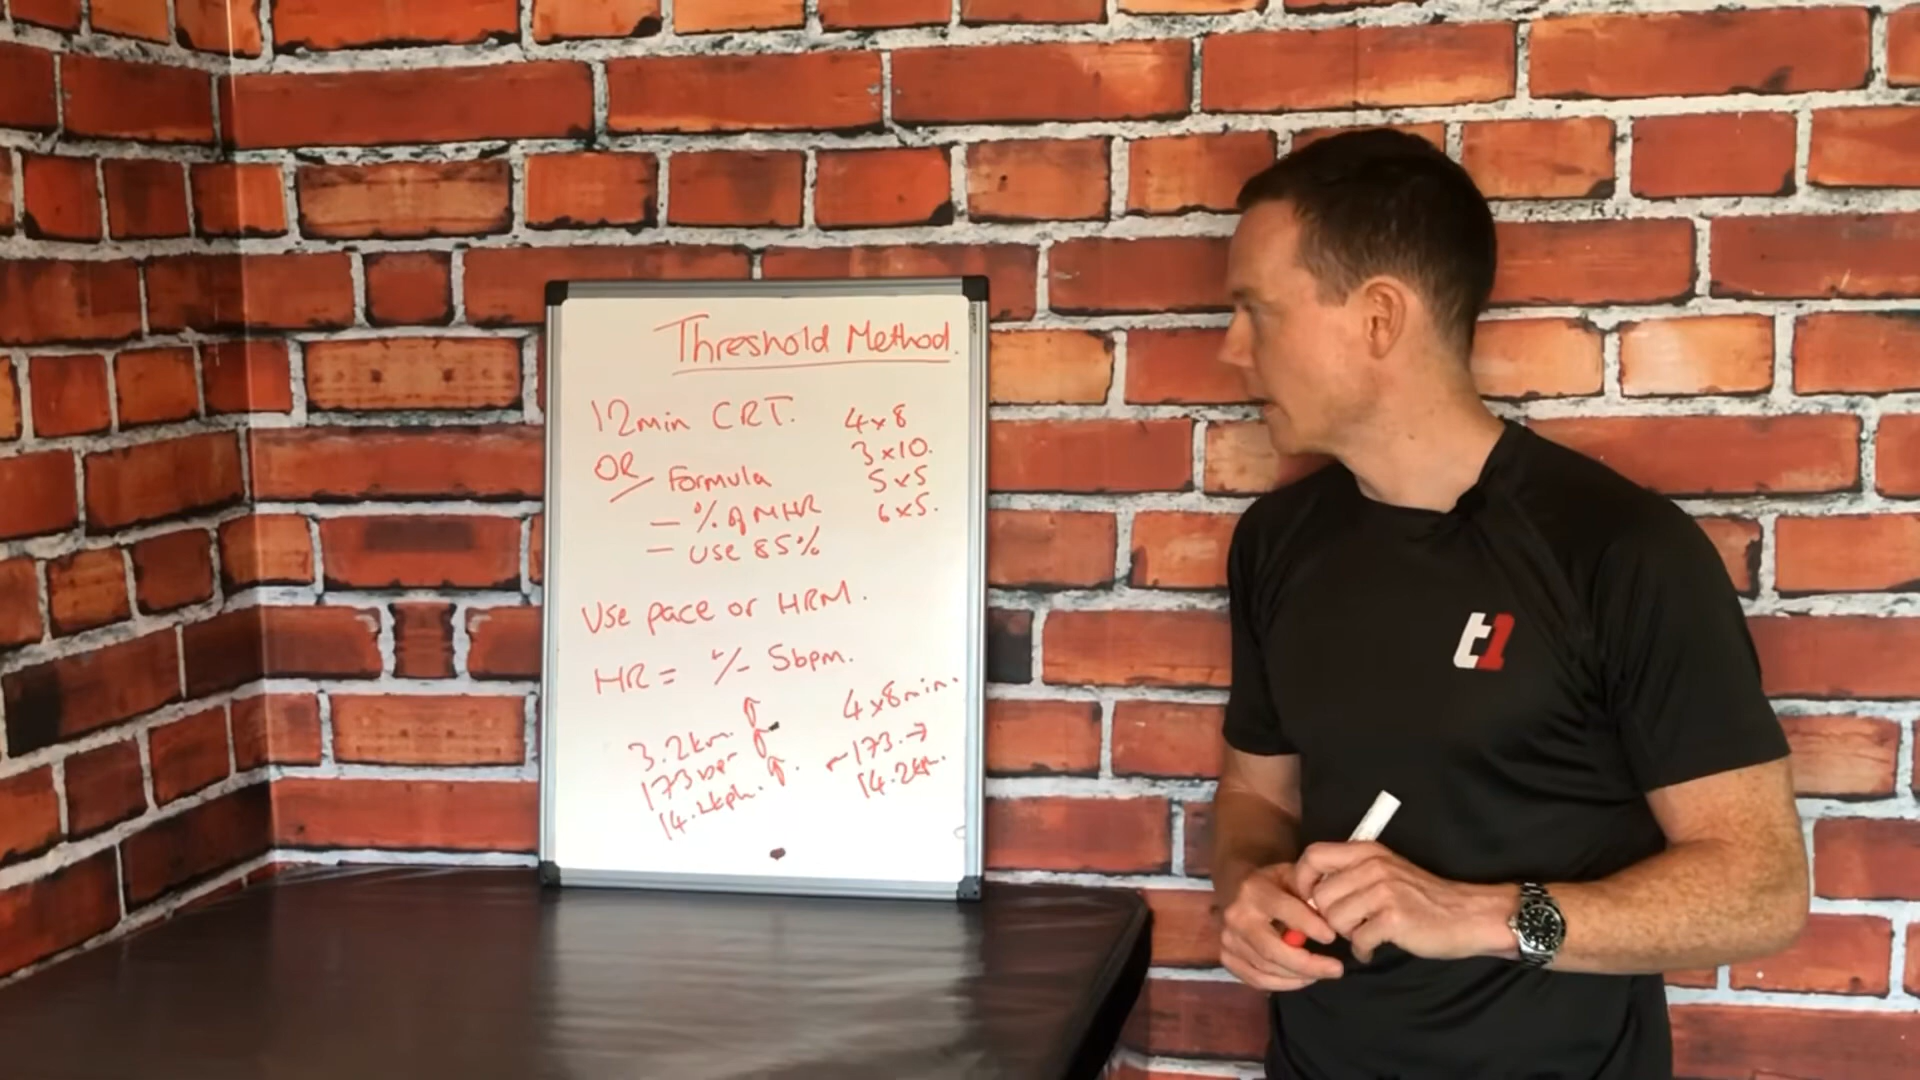 Threshold Method.
12min CRT.
OR Formula
- % of MHR
- Use 85%
4x8
3x10.
5x5
6x5.
Use pace or HRM.
HR = +/- 5bpm.
3.2km.
173bpm
14.2kph.
4x8min.
~173.→
14.2kph.
t1